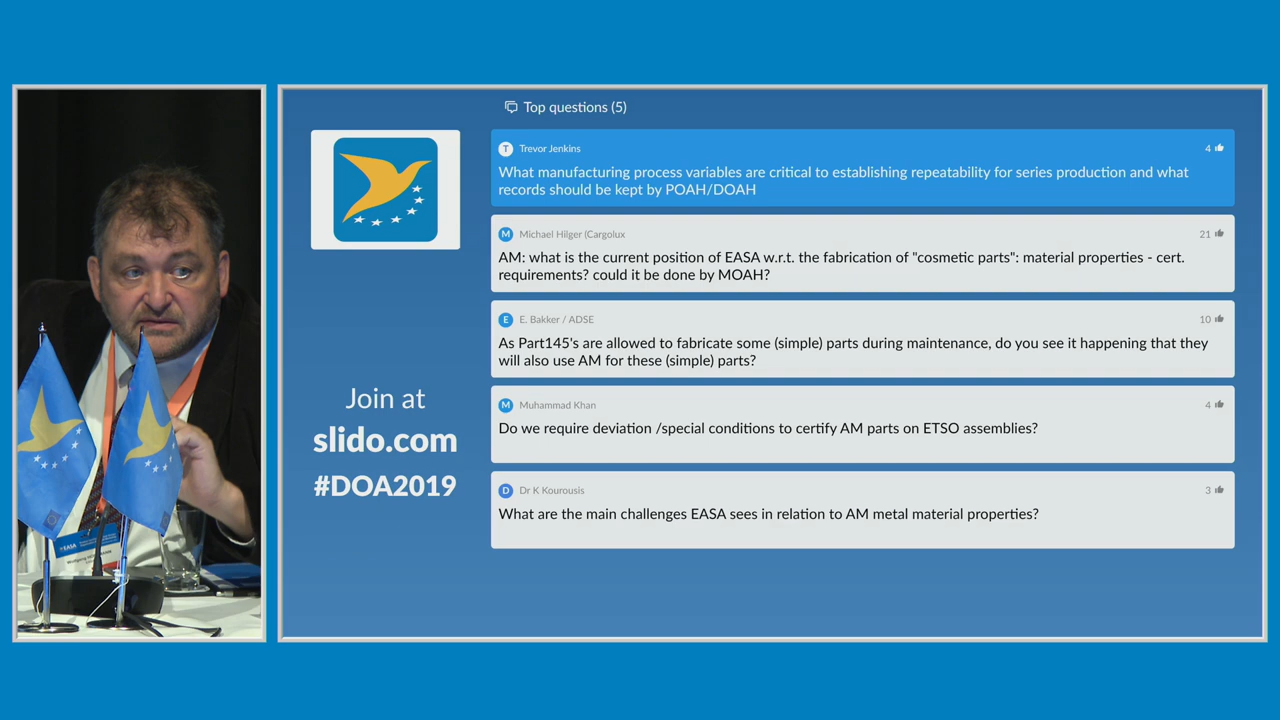 Top questions (5)
T Trevor Jenkins 4
What manufacturing process variables are critical to establishing repeatability for series production and what
records should be kept by POAH/DOAH
M Michael Hilger (Cargolux 21
AM: what is the current position of EASA w.r.t. the fabrication of "cosmetic parts": material properties - cert.
requirements? could it be done by MOAH?
E E. Bakker / ADSE 10
As Part145's are allowed to fabricate some (simple) parts during maintenance, do you see it happening that they
will also use AM for these (simple) parts?
M Muhammad Khan 4
Do we require deviation /special conditions to certify AM parts on ETSO assemblies?
D Dr K Kourousis 3
What are the main challenges EASA sees in relation to AM metal material properties?
Join at
slido.com
#DOA2019
EASA